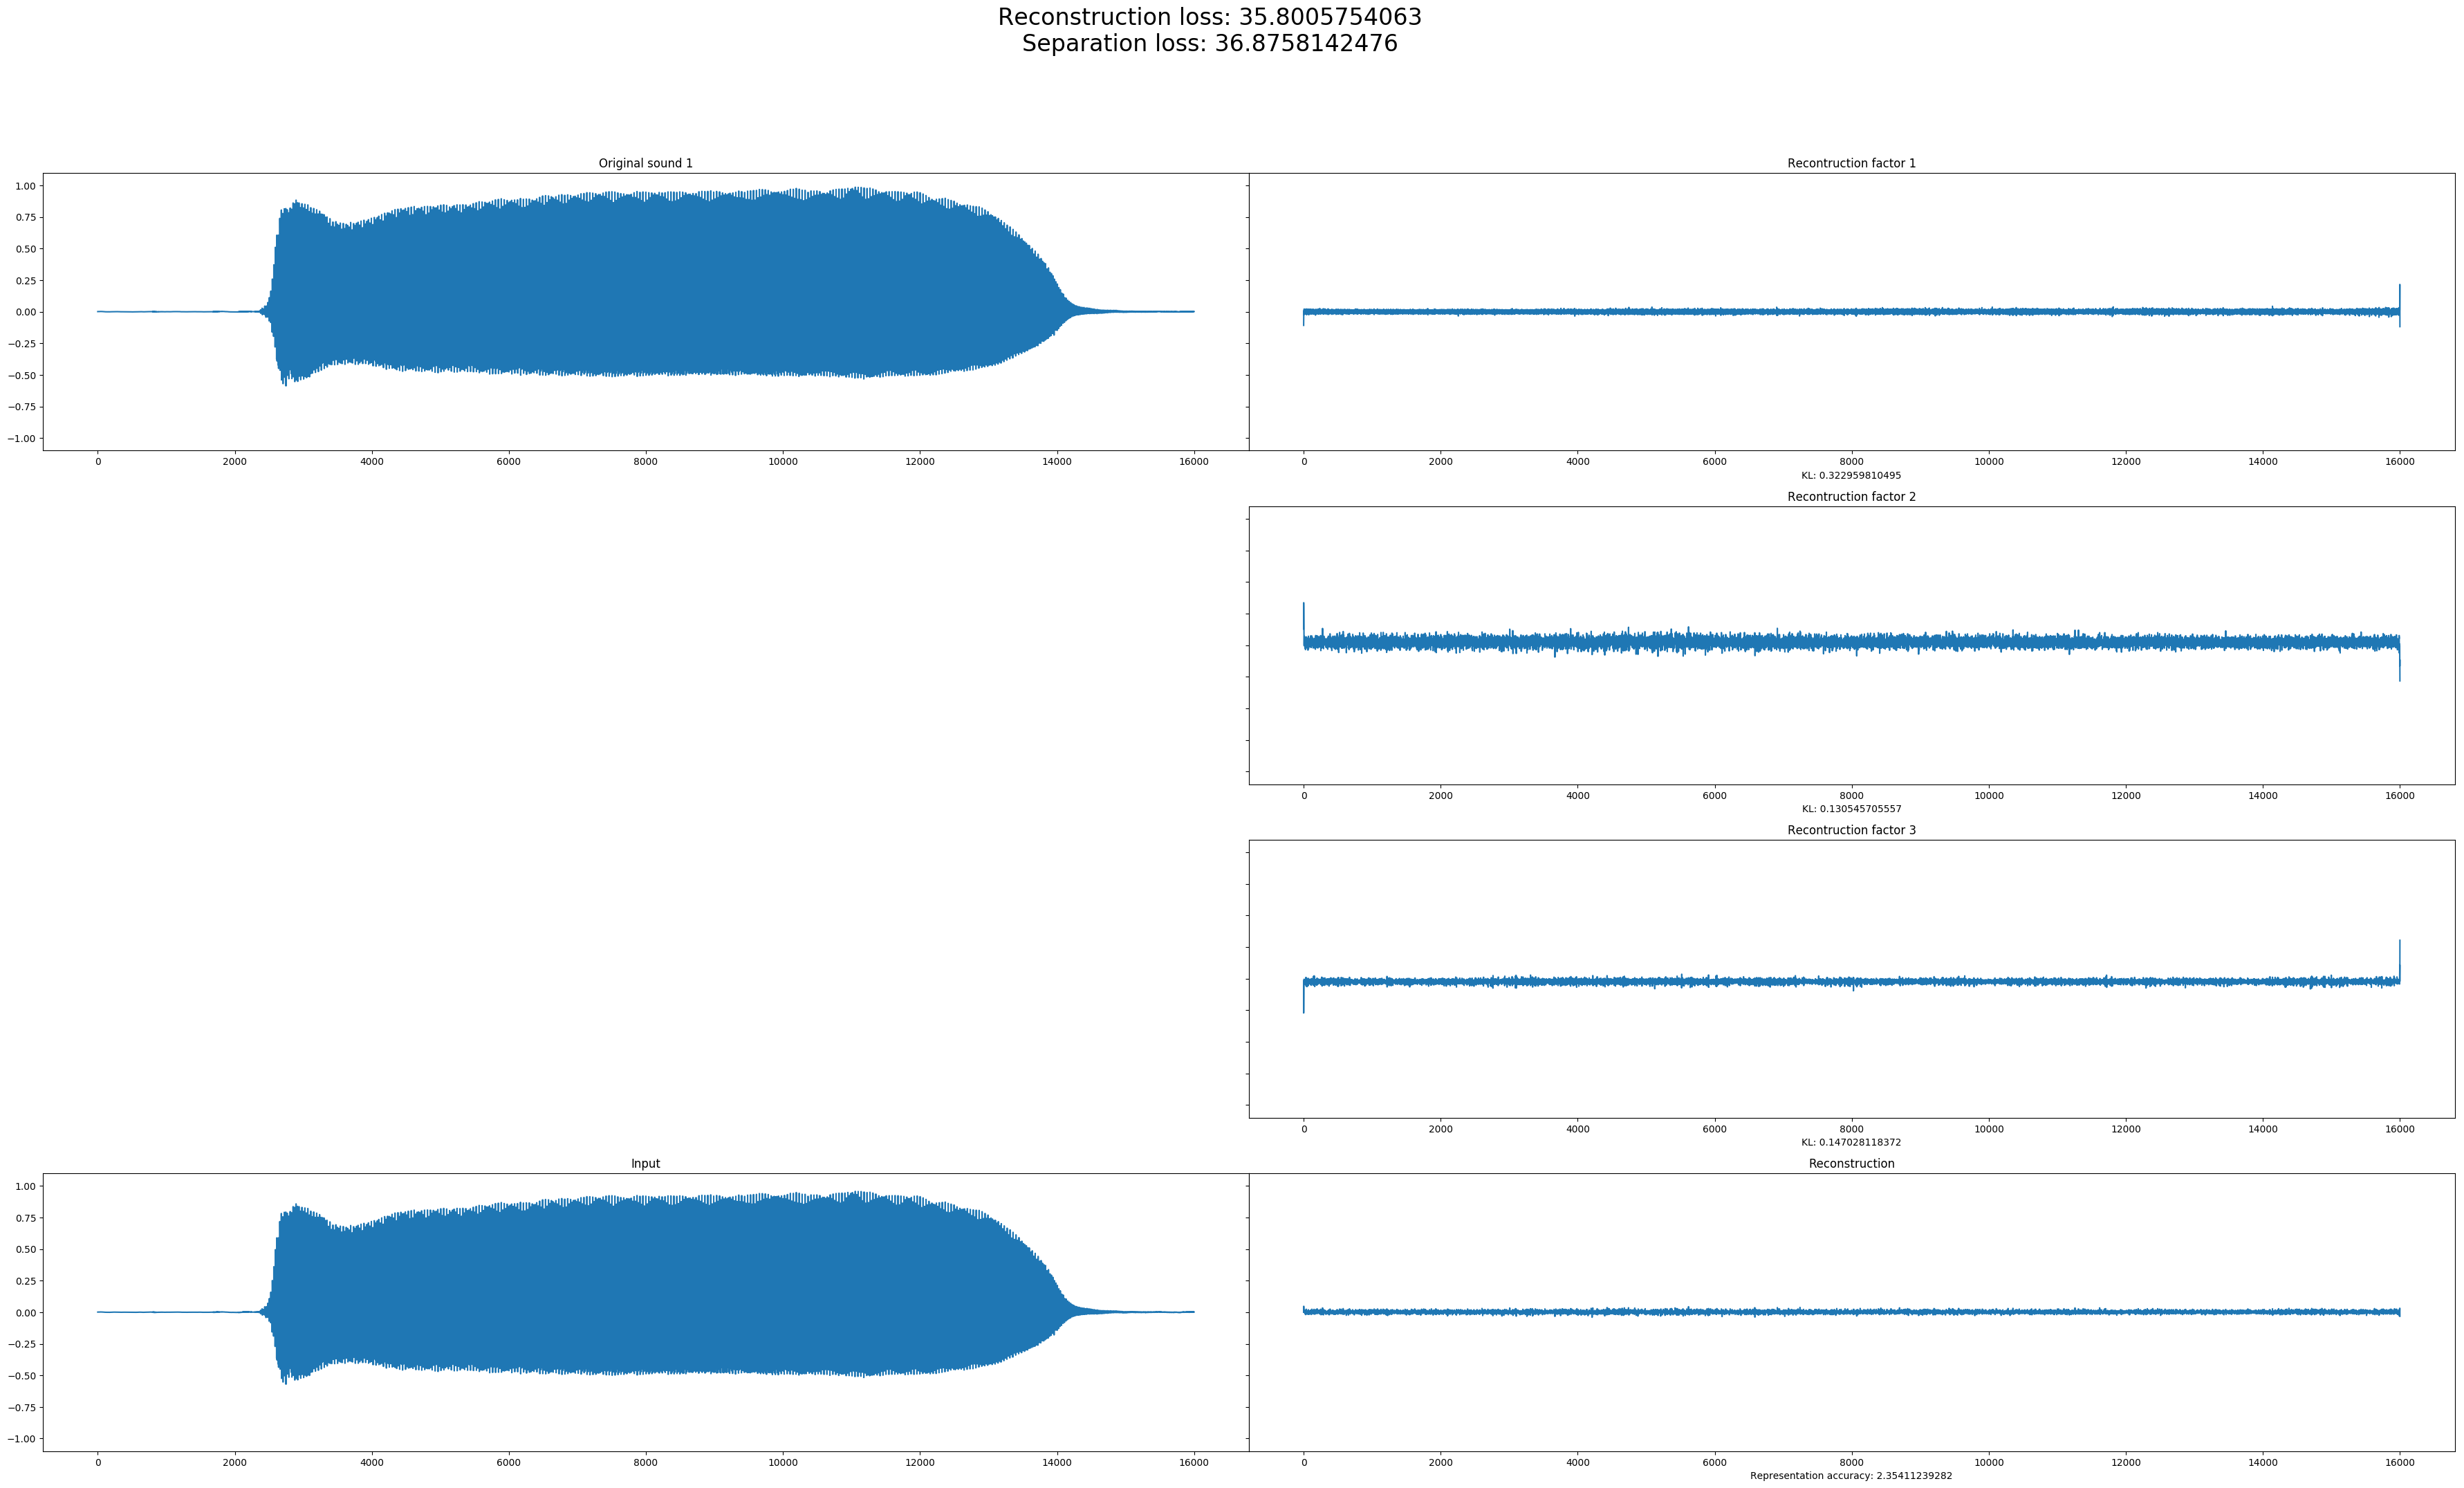 Reconstruction loss: 35.8005754063
Separation loss: 36.8758142476
Original sound 1
Recontruction factor 1
1.00
0.75
0.50
0.25
0.00
−0.25
−0.50
−0.75
−1.00
0 2000 4000 6000 8000 10000 12000 14000 16000
0 2000 4000 6000 8000 10000 12000 14000 16000
KL: 0.322959810495
Recontruction factor 2
0 2000 4000 6000 8000 10000 12000 14000 16000
KL: 0.130545705557
Recontruction factor 3
0 2000 4000 6000 8000 10000 12000 14000 16000
KL: 0.147028118372
Input
Reconstruction
1.00
0.75
0.50
0.25
0.00
−0.25
−0.50
−0.75
−1.00
0 2000 4000 6000 8000 10000 12000 14000 16000
0 2000 4000 6000 8000 10000 12000 14000 16000
Representation accuracy: 2.35411239282